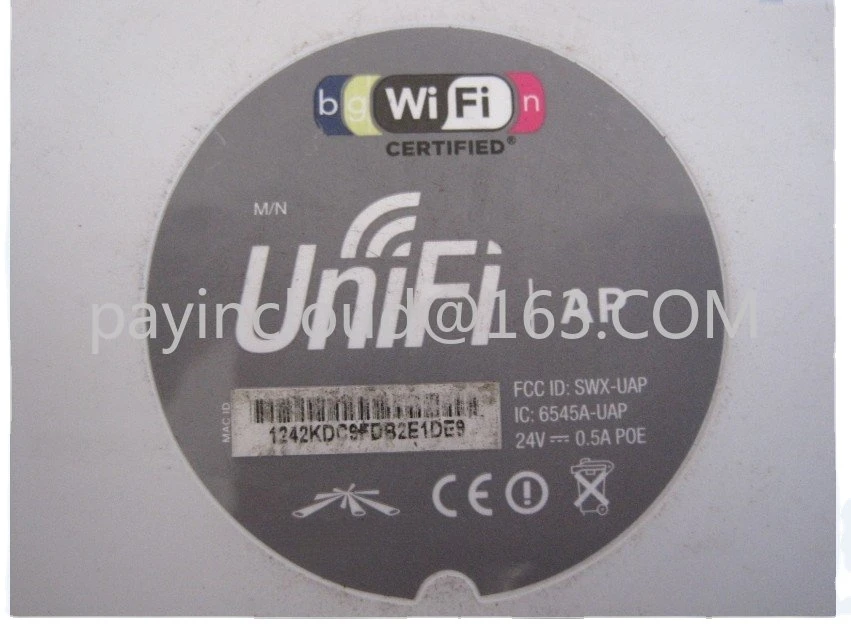 b g WiFi n
CERTIFIED®
M/N
UniFi AP
payincloud@163.COM
MAC ID
1242KDC9FDB2E1DE9
FCC ID: SWX-UAP
IC: 6545A-UAP
24V⎓ 0.5A POE
CE